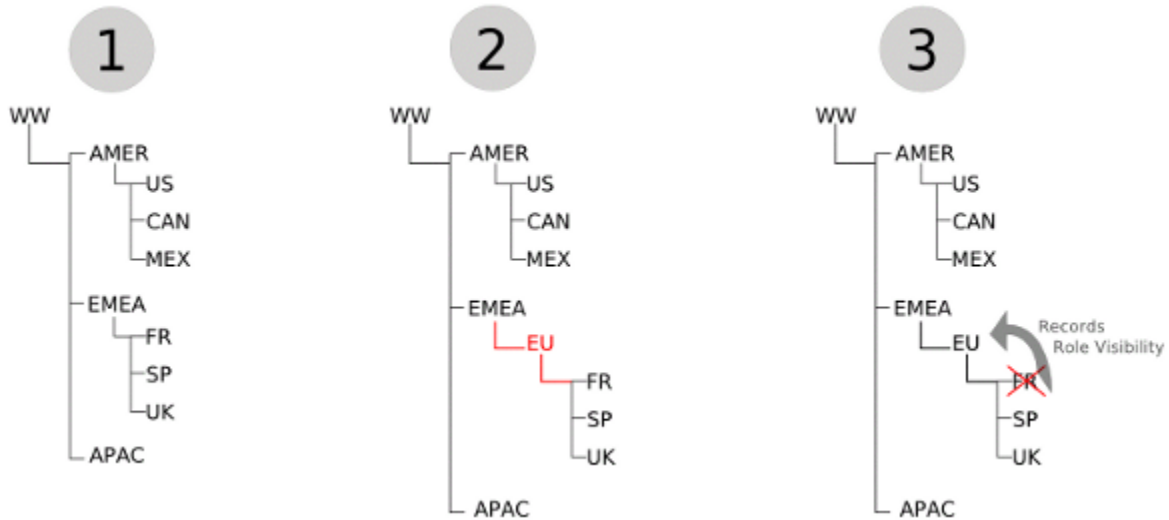 1
WW
AMER
US
CAN
MEX
EMEA
FR
SP
UK
APAC
2
WW
AMER
US
CAN
MEX
EMEA
EU
FR
SP
UK
APAC
3
WW
AMER
US
CAN
MEX
EMEA
EU
Records
Role Visibility
FR
SP
UK
APAC